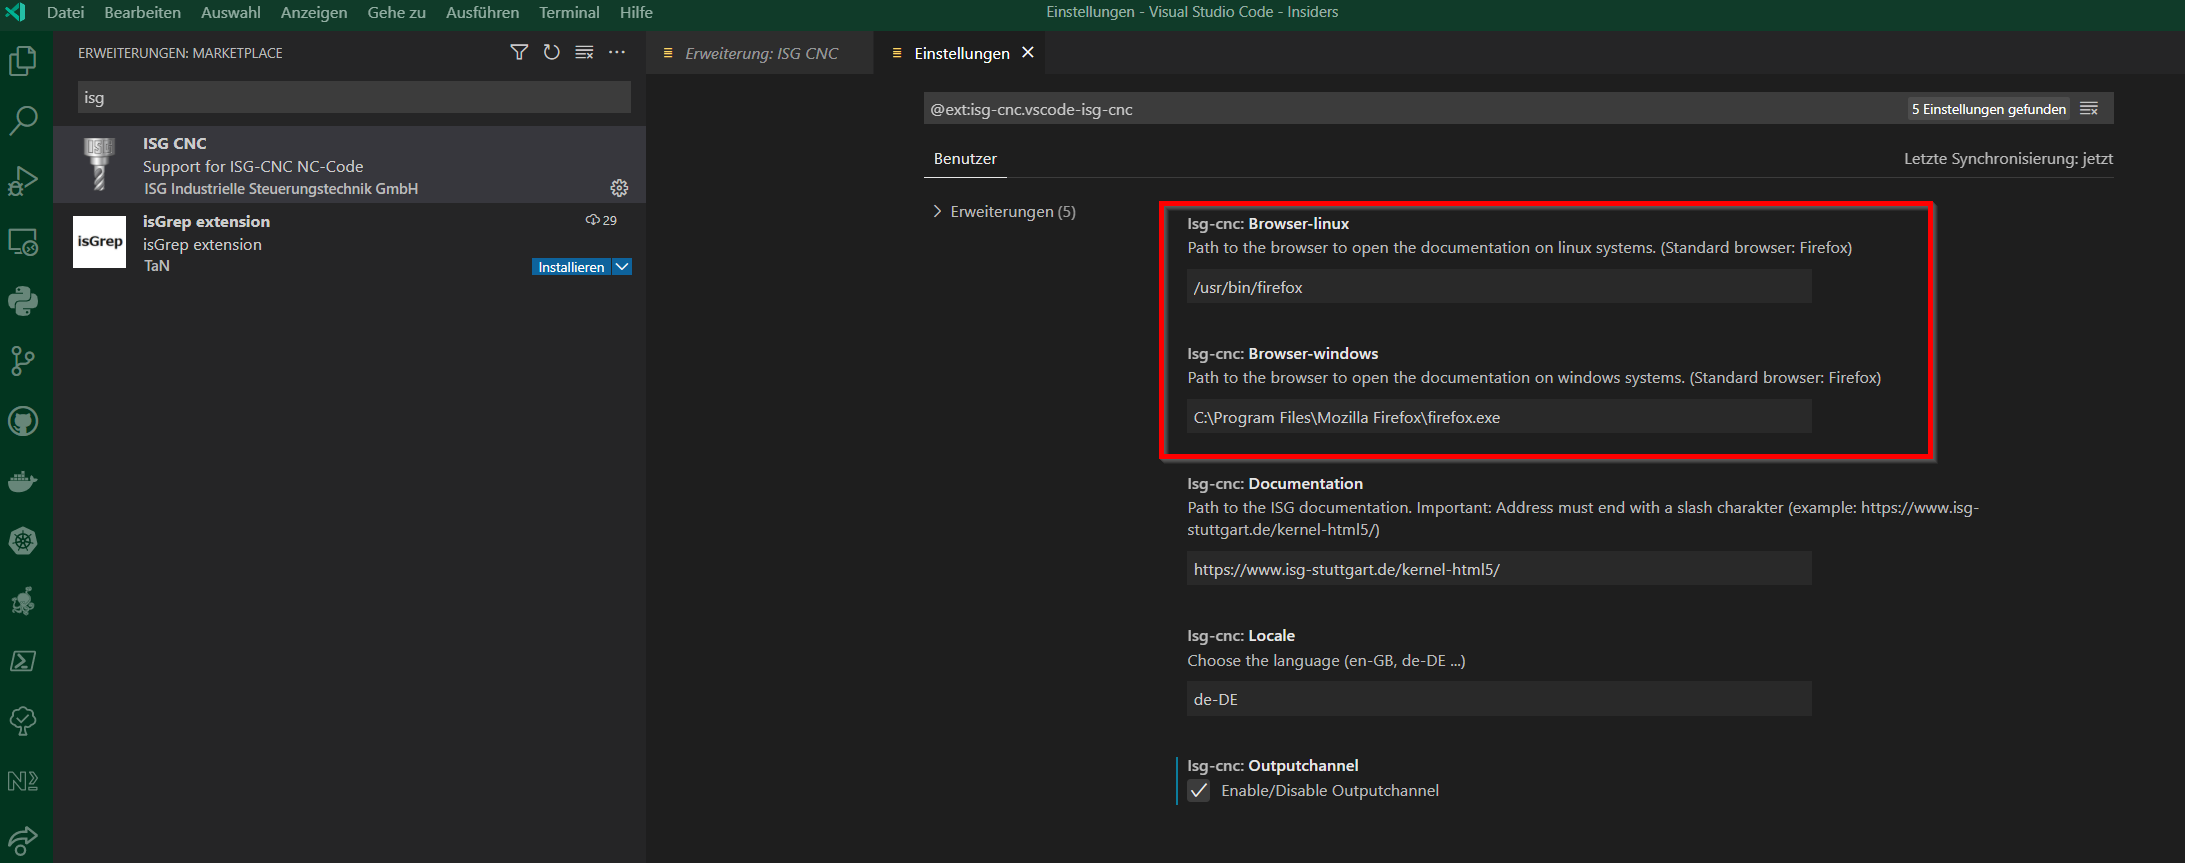 Datei Bearbeiten Auswahl Anzeigen Gehe zu Ausführen Terminal Hilfe
Einstellungen - Visual Studio Code - Insiders
ERWEITERUNGEN: MARKETPLACE
isg
ISG CNC
Support for ISG-CNC NC-Code
ISG Industrielle Steuerungstechnik GmbH
isGrep
isGrep extension
29
isGrep extension
TaN
Installieren
Erweiterung: ISG CNC
Einstellungen
@ext:isg-cnc.vscode-isg-cnc
5 Einstellungen gefunden
Benutzer
Letzte Synchronisierung: jetzt
Erweiterungen (5)
Isg-cnc: Browser-linux
Path to the browser to open the documentation on linux systems. (Standard browser: Firefox)
/usr/bin/firefox
Isg-cnc: Browser-windows
Path to the browser to open the documentation on windows systems. (Standard browser: Firefox)
C:\Program Files\Mozilla Firefox\firefox.exe
Isg-cnc: Documentation
Path to the ISG documentation. Important: Address must end with a slash charakter (example: https://www.isg-
stuttgart.de/kernel-html5/)
https://www.isg-stuttgart.de/kernel-html5/
Isg-cnc: Locale
Choose the language (en-GB, de-DE ...)
de-DE
Isg-cnc: Outputchannel
Enable/Disable Outputchannel